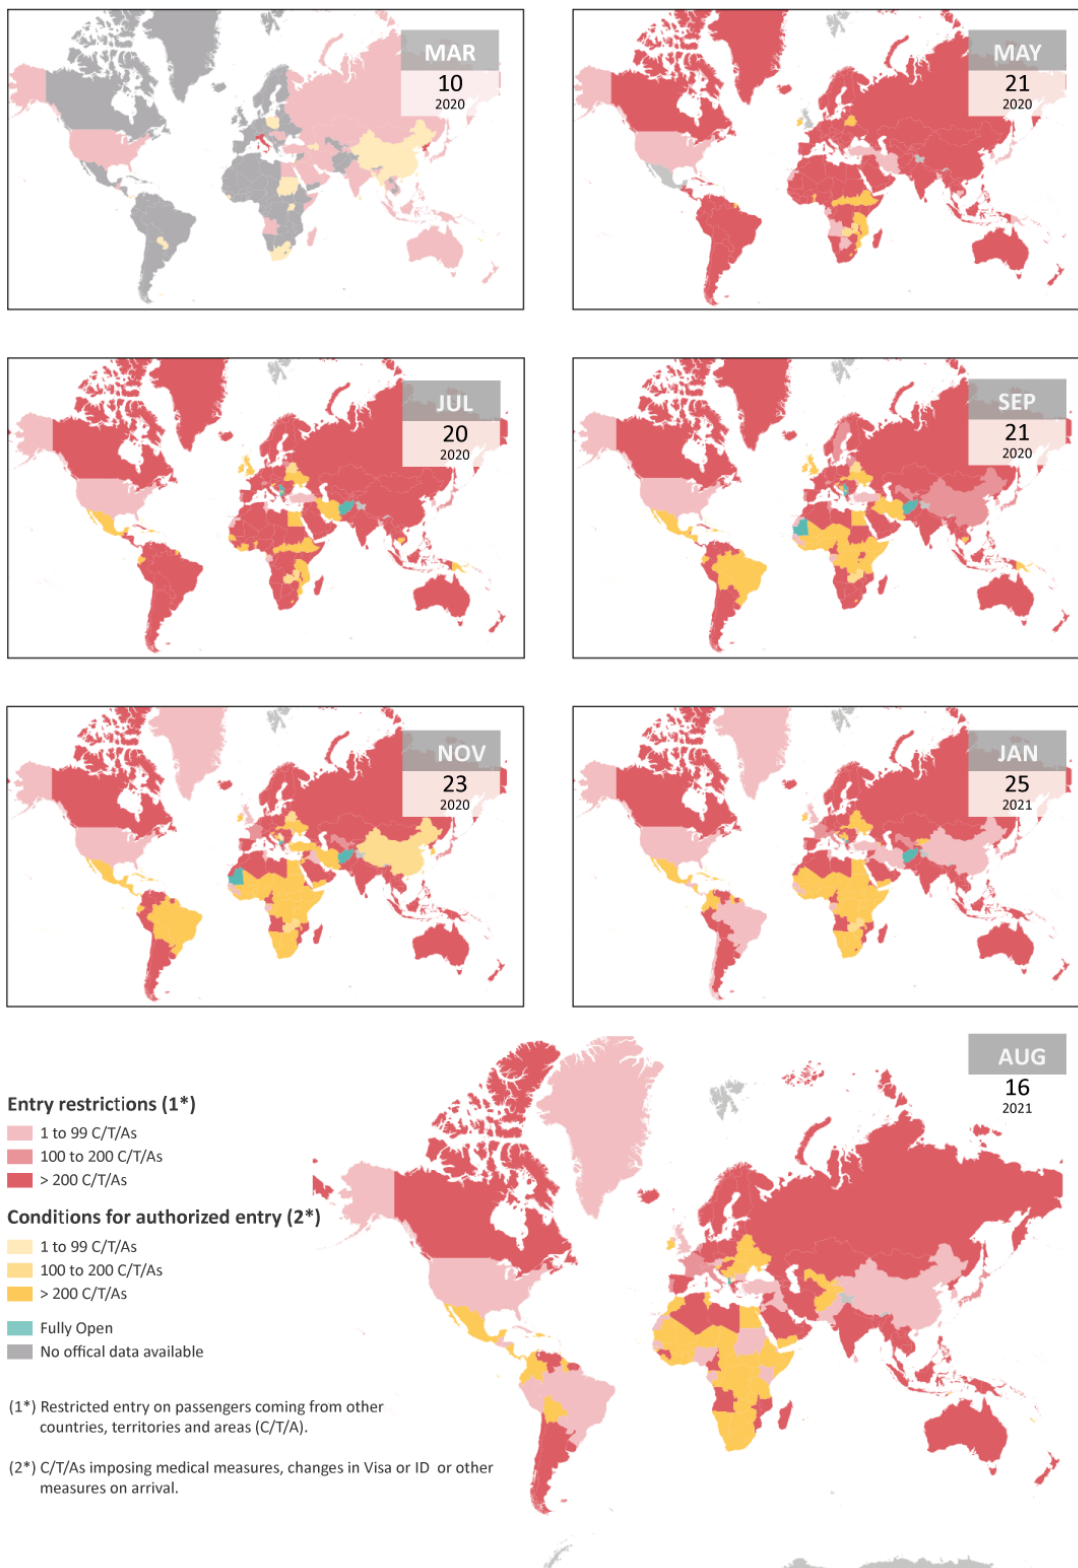 MAR
10
2020
MAY
21
2020
JUL
20
2020
SEP
21
2020
NOV
23
2020
JAN
25
2021
AUG
16
2021
Entry restrictions (1*)
1 to 99 C/T/As
100 to 200 C/T/As
> 200 C/T/As
Conditions for authorized entry (2*)
1 to 99 C/T/As
100 to 200 C/T/As
> 200 C/T/As
Fully Open
No offical data available
(1*) Restricted entry on passengers coming from other
countries, territories and areas (C/T/A).
(2*) C/T/As imposing medical measures, changes in Visa or ID or other
measures on arrival.